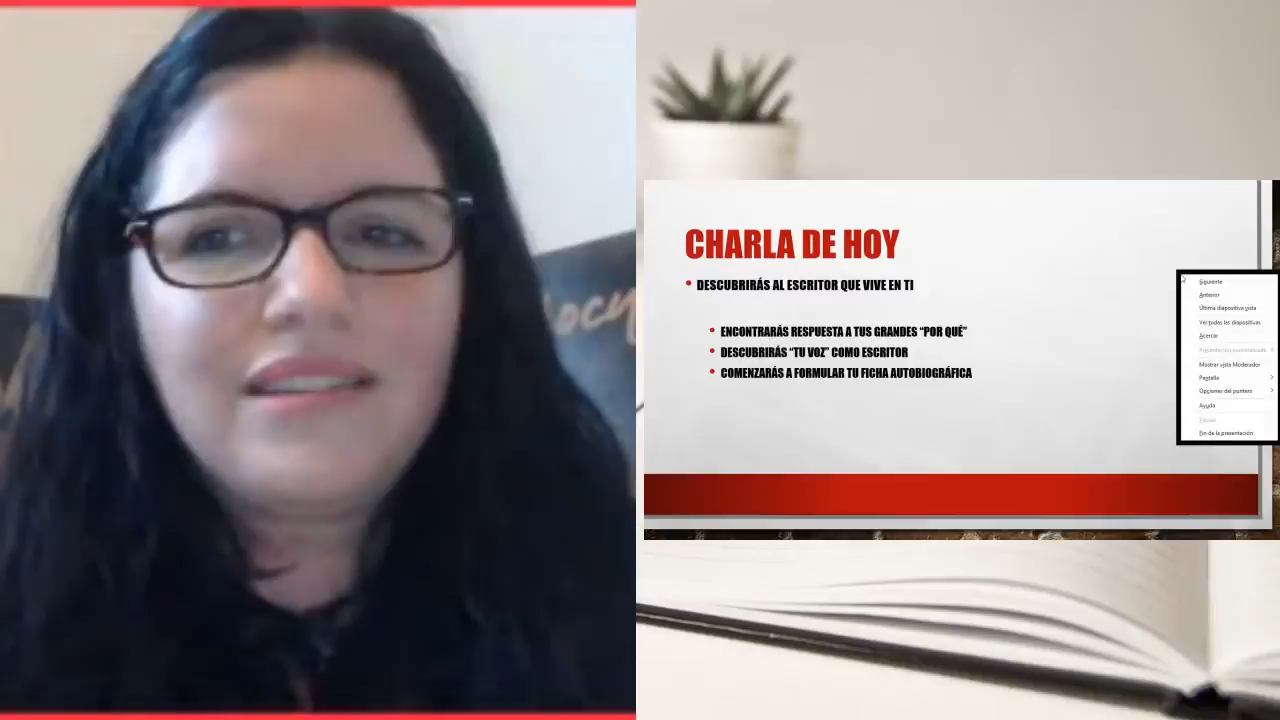 CHARLA DE HOY
• DESCUBRIRÁS AL ESCRITOR QUE VIVE EN TI
• ENCONTRARÁS RESPUESTA A TUS GRANDES “POR QUÉ”
• DESCUBRIRÁS “TU VOZ” COMO ESCRITOR
• COMENZARÁS A FORMULAR TU FICHA AUTOBIOGRÁFICA
Siguiente
Anterior
Última diapositiva vista
Ver todas las diapositivas
Acercar
Mostrar vista Moderador
Pantalla
Opciones del puntero
Ayuda
Pausa
Fin de la presentación